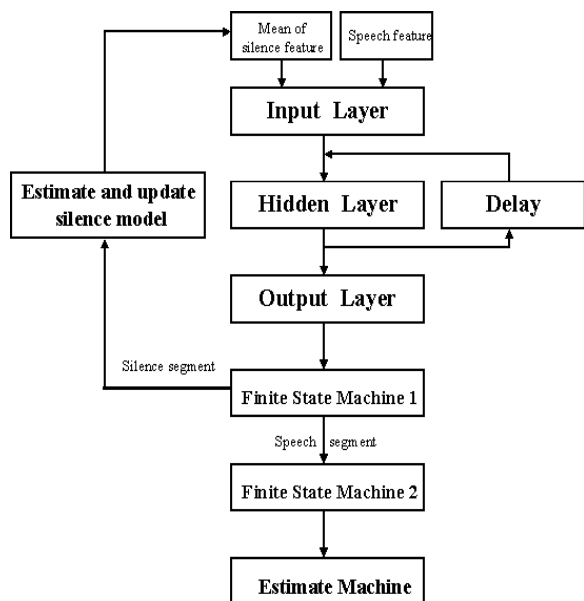 Mean of
silence feature
Speech feature
Input Layer
Estimate and update
silence model
Hidden Layer
Delay
Output Layer
Silence segment
Finite State Machine 1
Speech segment
Finite State Machine 2
Estimate Machine